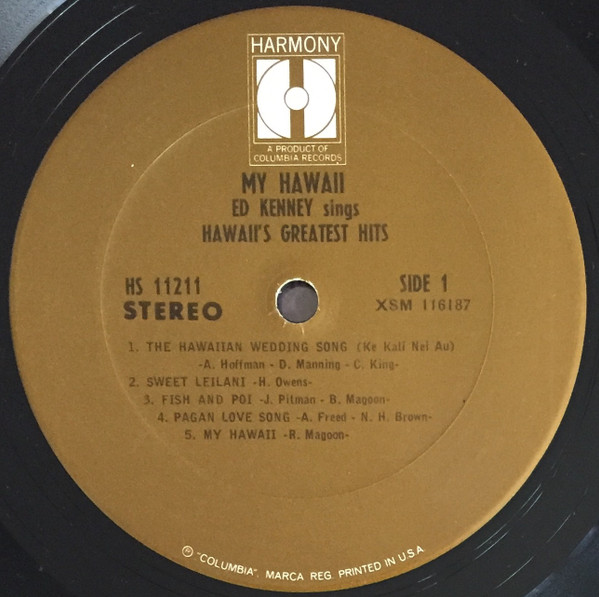 HARMONY
A PRODUCT OF
COLUMBIA RECORDS
MY HAWAII
ED KENNEY sings
HAWAII'S GREATEST HITS
HS 11211 SIDE 1
STEREO XSM 116187
1. THE HAWAIIAN WEDDING SONG (Ke Kali Nei Au)
-A. Hoffman - D. Manning - C. King-
2. SWEET LEILANI -H. Owens-
3. FISH AND POI -J. Pitman - B. Magoon-
4. PAGAN LOVE SONG -A. Freed - N. H. Brown-
5. MY HAWAII -R. Magoon-
Ⓟ "COLUMBIA", MARCA REG. PRINTED IN U.S.A.